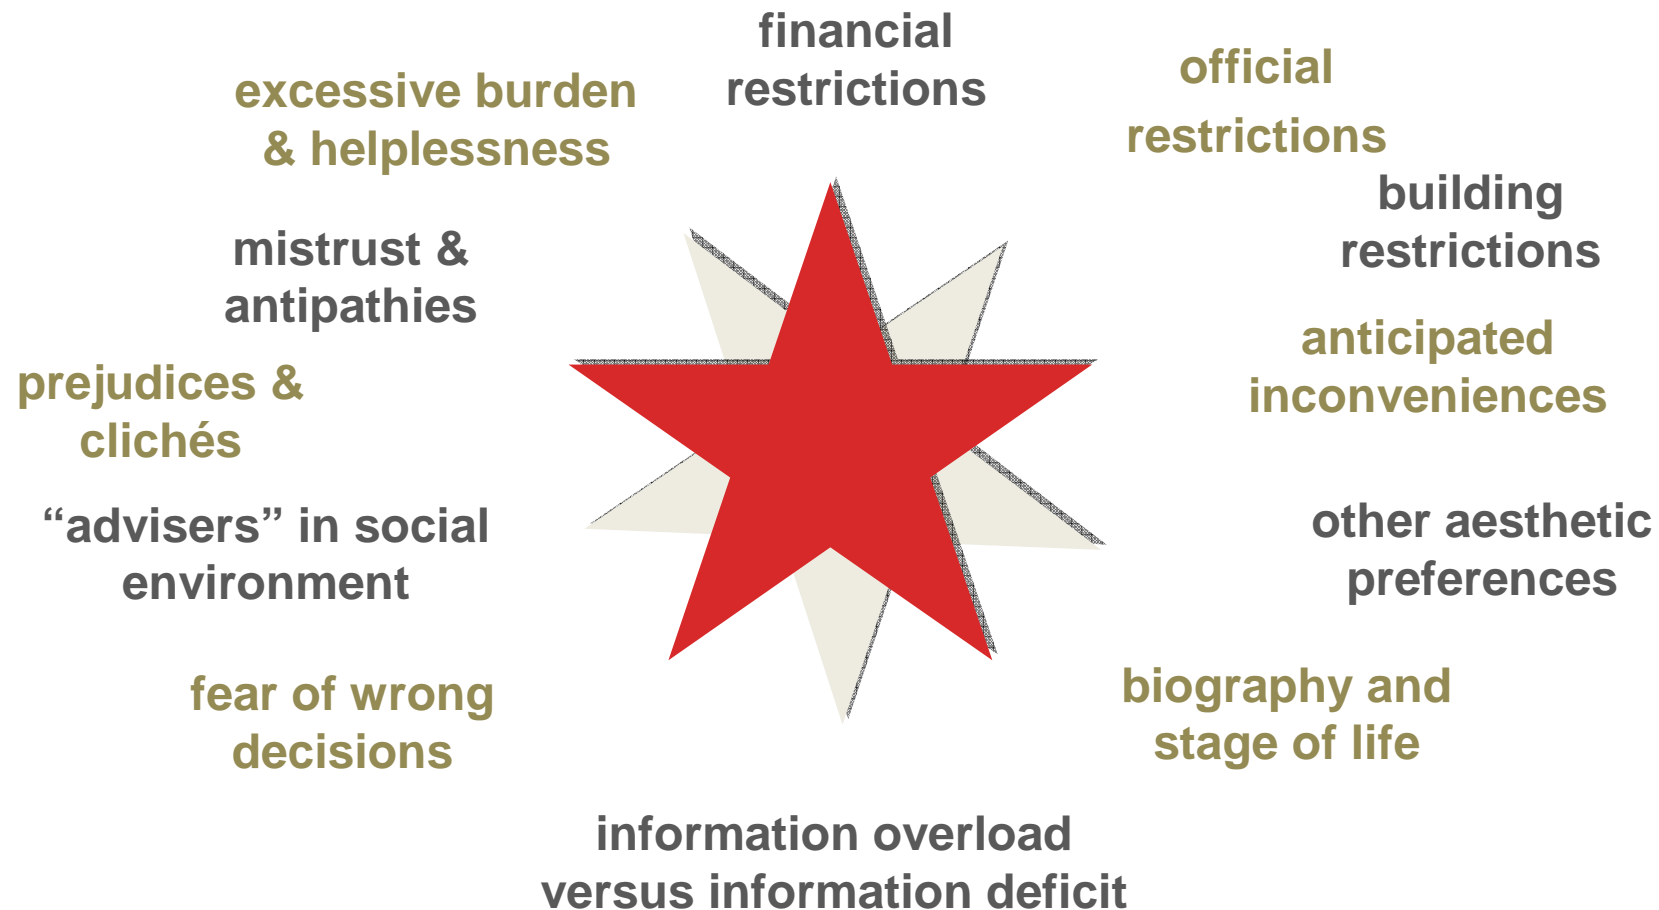 financial
restrictions
official
restrictions
building
restrictions
anticipated
inconveniences
other aesthetic
preferences
biography and
stage of life
information overload
versus information deficit
fear of wrong
decisions
“advisers” in social
environment
prejudices &
clichés
mistrust &
antipathies
excessive burden
& helplessness